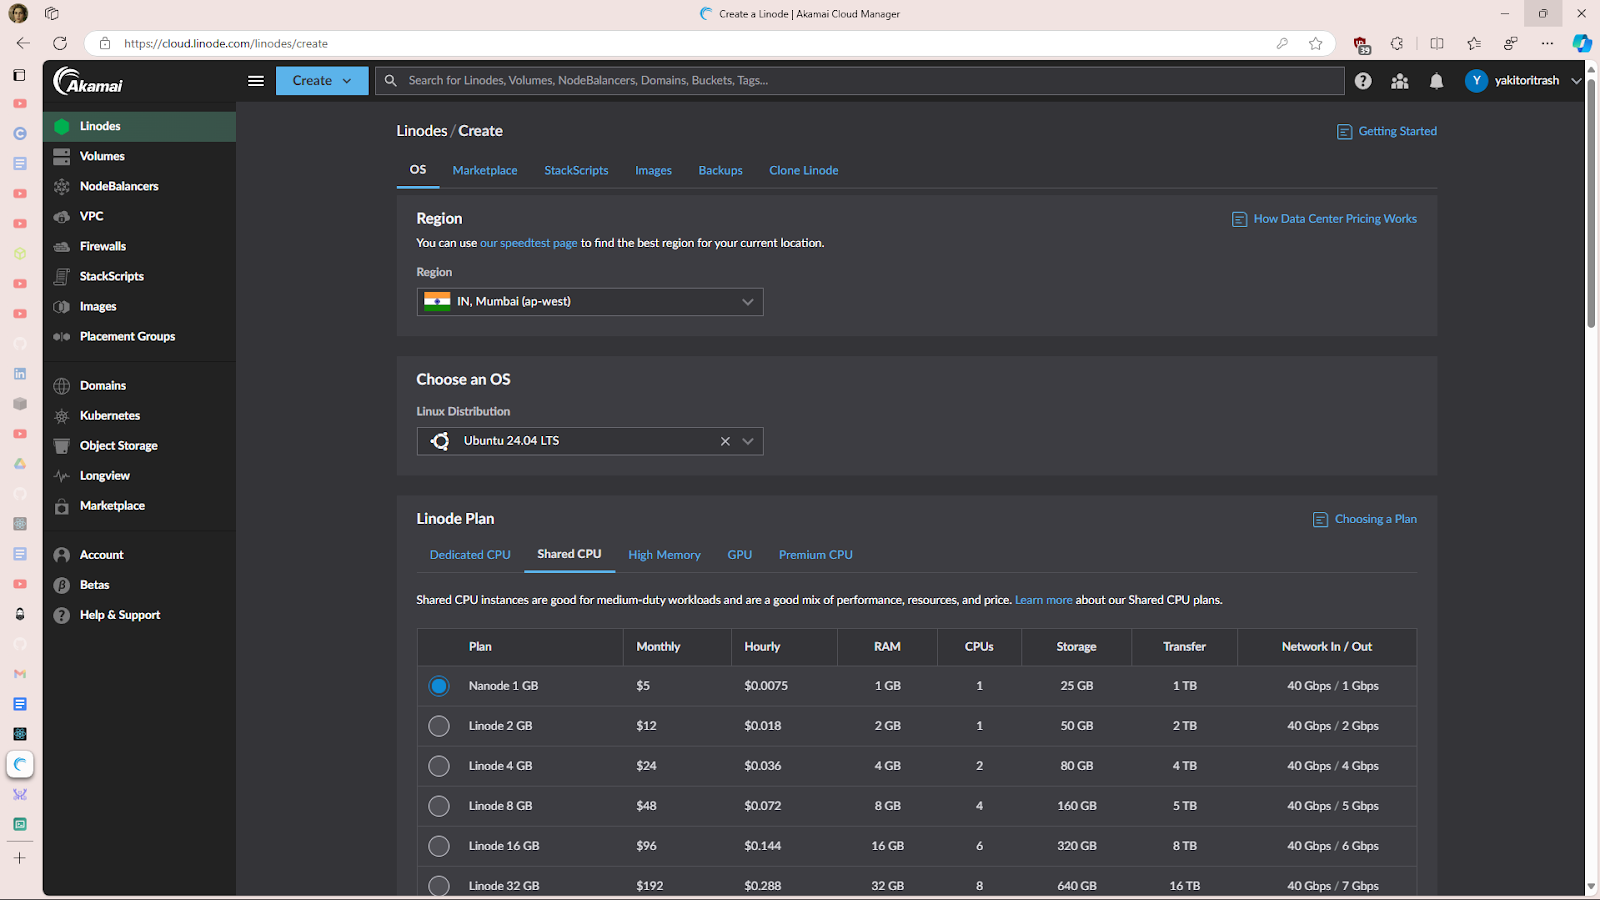 Create a Linode | Akamai Cloud Manager
https://cloud.linode.com/linodes/create
39
Akamai
Create
Search for Linodes, Volumes, NodeBalancers, Domains, Buckets, Tags...
Y
yakitoritrash
Linodes
Volumes
NodeBalancers
VPC
Firewalls
StackScripts
Images
Placement Groups
Domains
Kubernetes
Object Storage
Longview
Marketplace
Account
Betas
Help & Support
Linodes / Create
Getting Started
OS Marketplace StackScripts Images Backups Clone Linode
Region
How Data Center Pricing Works
You can use our speedtest page to find the best region for your current location.
Region
IN, Mumbai (ap-west)
Choose an OS
Linux Distribution
Ubuntu 24.04 LTS
Linode Plan
Choosing a Plan
Dedicated CPU Shared CPU High Memory GPU Premium CPU
Shared CPU instances are good for medium-duty workloads and are a good mix of performance, resources, and price. Learn more about our Shared CPU plans.
Plan Monthly Hourly RAM CPUs Storage Transfer Network In / Out
Nanode 1 GB $5 $0.0075 1 GB 1 25 GB 1 TB 40 Gbps / 1 Gbps
Linode 2 GB $12 $0.018 2 GB 1 50 GB 2 TB 40 Gbps / 2 Gbps
Linode 4 GB $24 $0.036 4 GB 2 80 GB 4 TB 40 Gbps / 4 Gbps
Linode 8 GB $48 $0.072 8 GB 4 160 GB 5 TB 40 Gbps / 5 Gbps
Linode 16 GB $96 $0.144 16 GB 6 320 GB 8 TB 40 Gbps / 6 Gbps
Linode 32 GB $192 $0.288 32 GB 8 640 GB 16 TB 40 Gbps / 7 Gbps